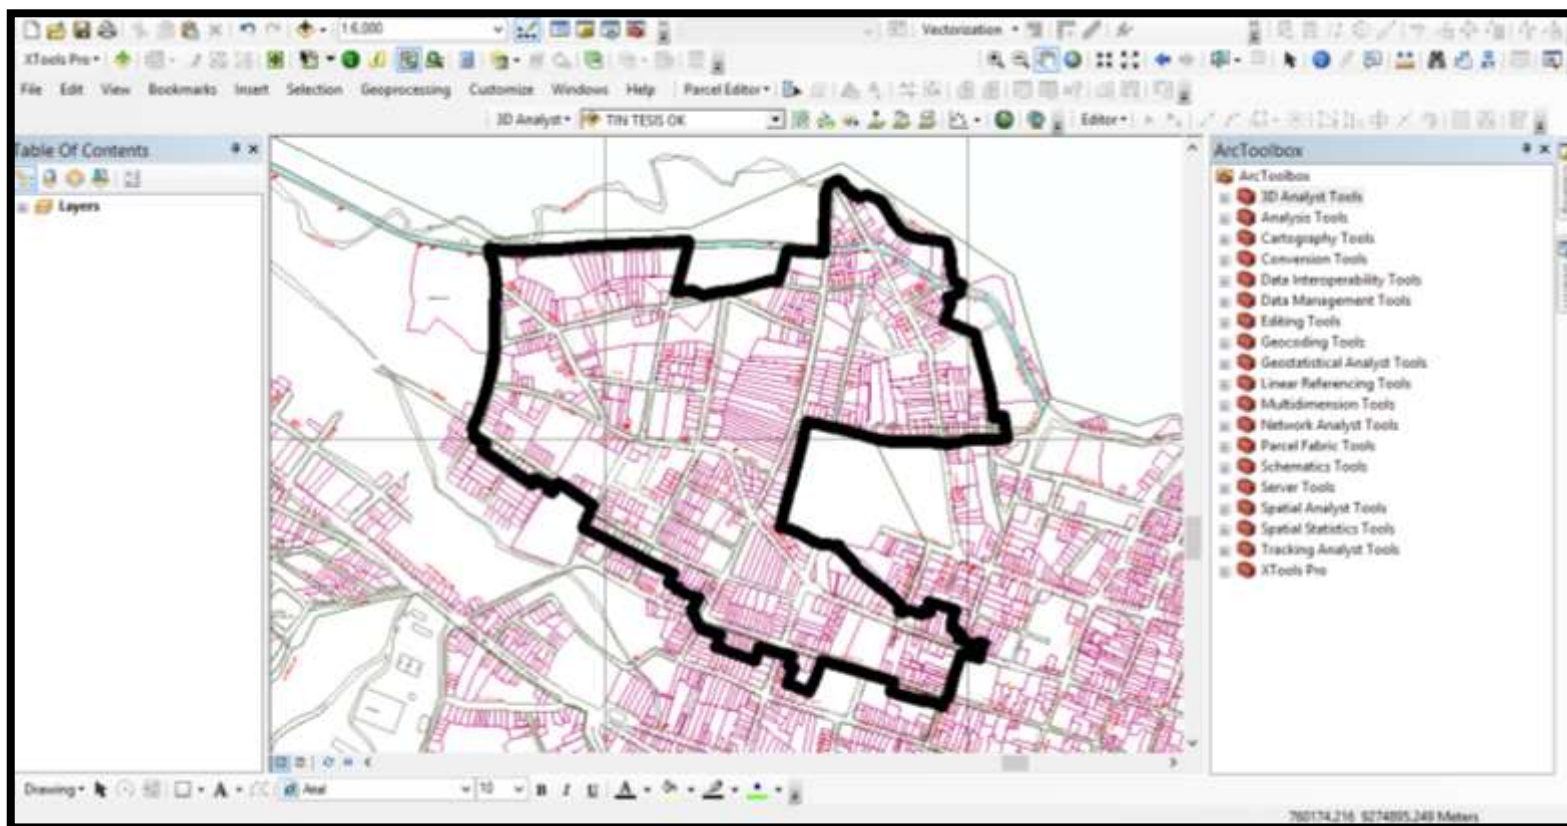 1:6,000
Vectorization
XTools Pro
File Edit View Bookmarks Insert Selection Geoprocessing Customize Windows Help Parcel Editor
3D Analyst TIN TESIS OK Editor
Table Of Contents
Layers
ArcToolbox
ArcToolbox
3D Analyst Tools
Analysis Tools
Cartography Tools
Conversion Tools
Data Interoperability Tools
Data Management Tools
Editing Tools
Geocoding Tools
Geostatistical Analyst Tools
Linear Referencing Tools
Multidimension Tools
Network Analyst Tools
Parcel Fabric Tools
Schematics Tools
Server Tools
Spatial Analyst Tools
Spatial Statistics Tools
Tracking Analyst Tools
XTools Pro
Drawing A Arial 10 B I U A
760174,216 9274895,249 Meters